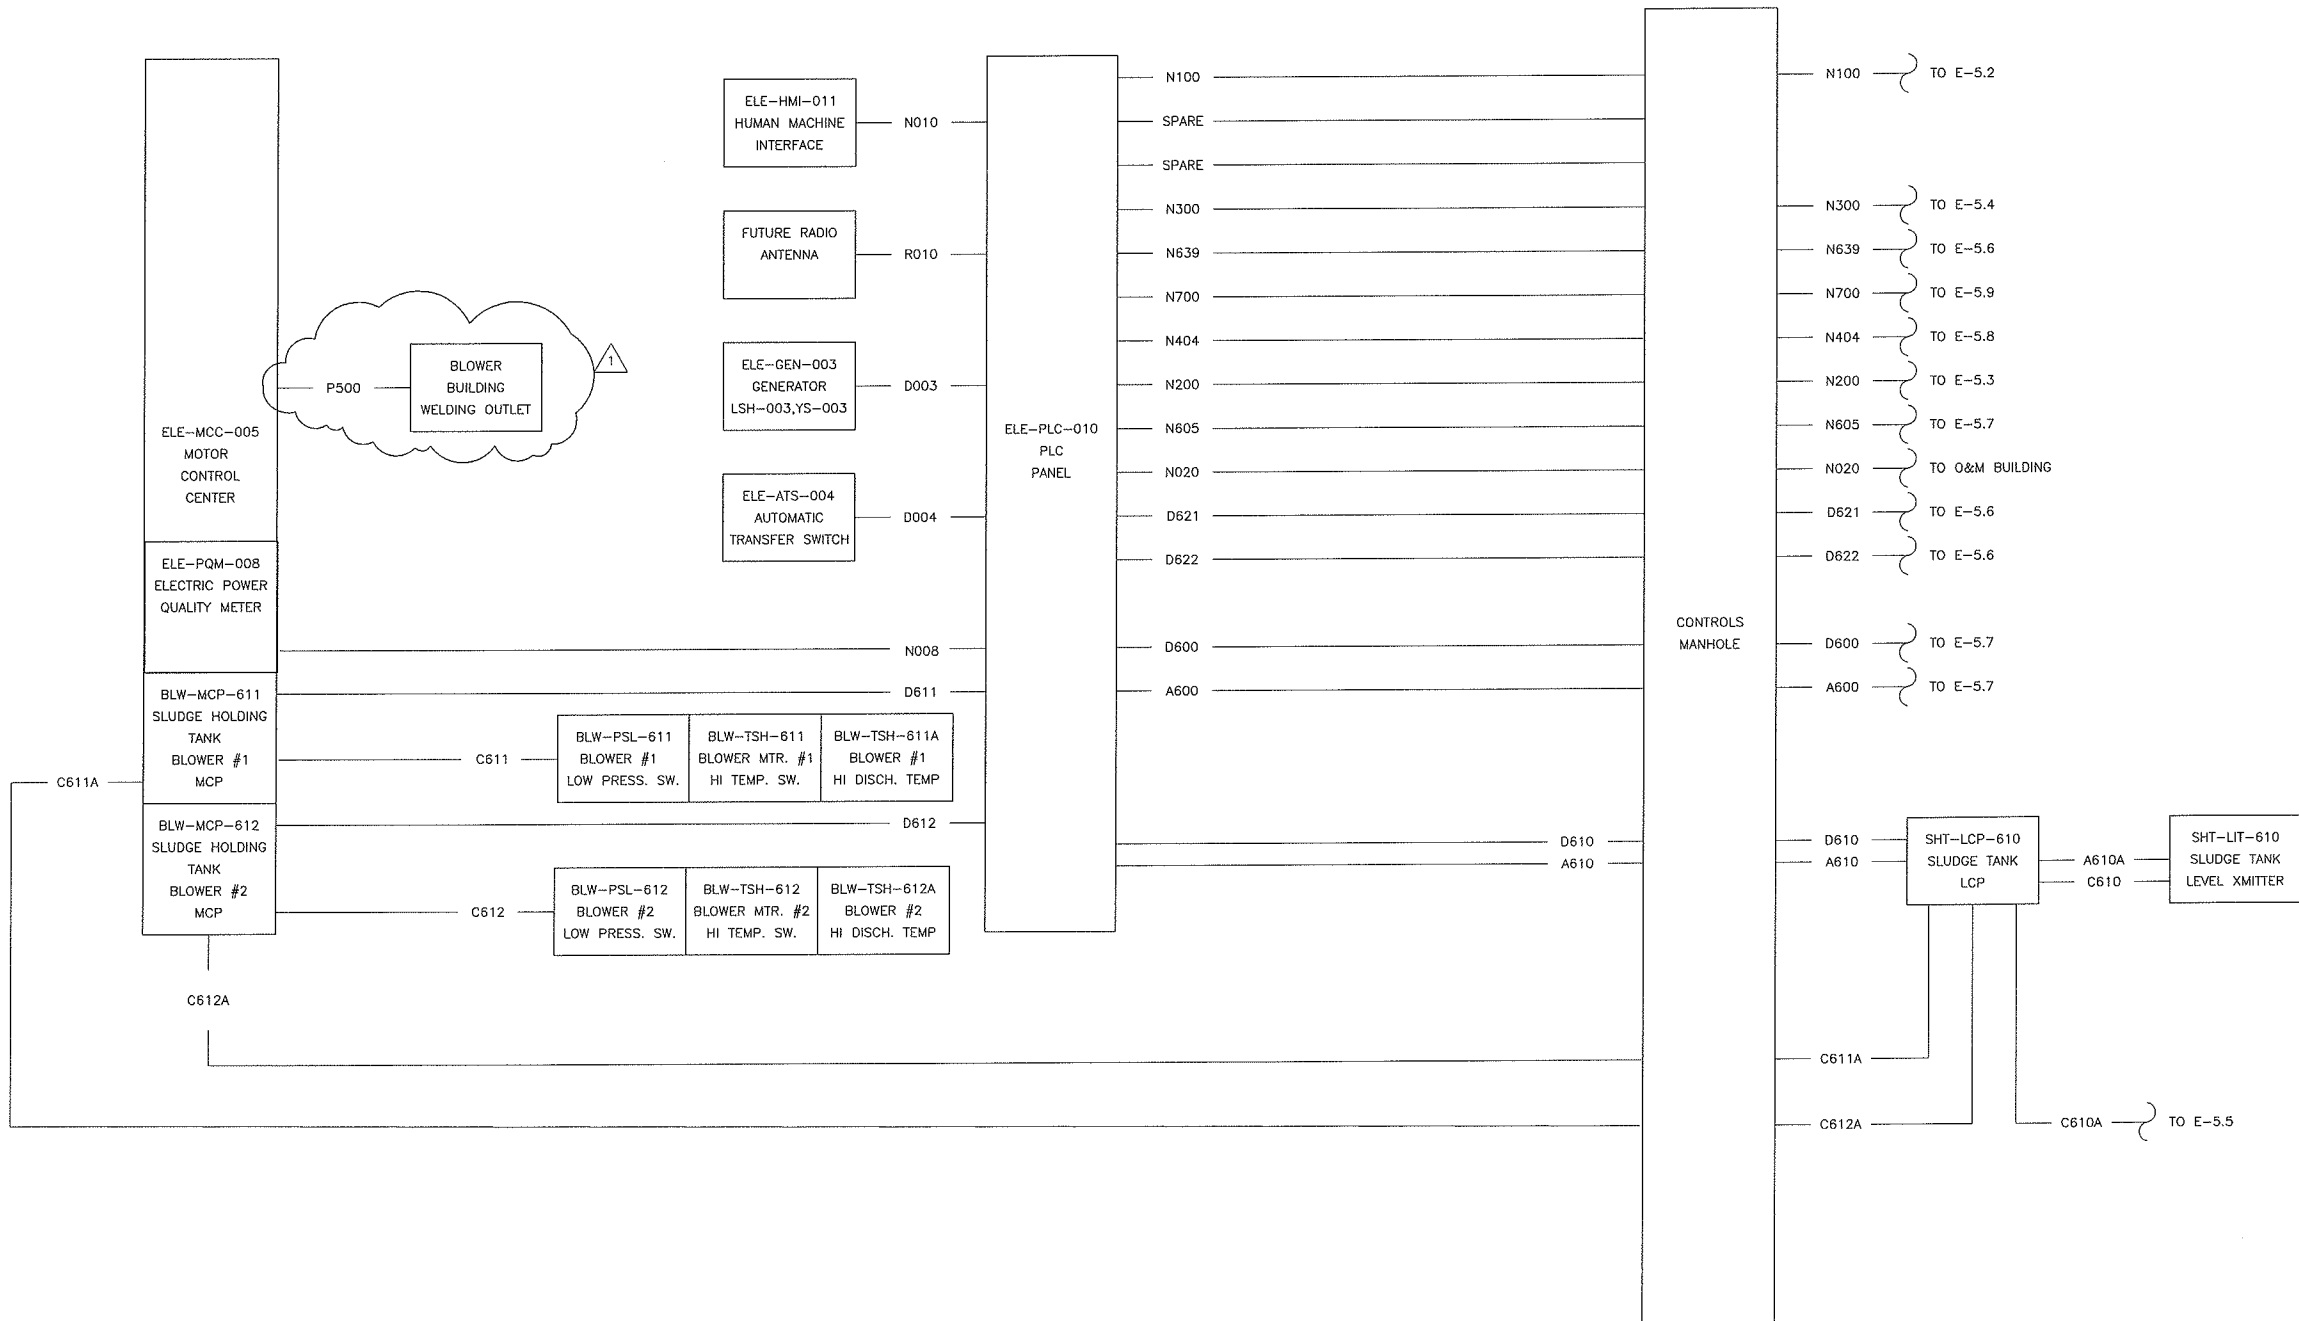 ELE-MCC-005
MOTOR
CONTROL
CENTER
ELE-PQM-008
ELECTRIC POWER
QUALITY METER
BLW-MCP-611
SLUDGE HOLDING
TANK
BLOWER #1
MCP
BLW-MCP-612
SLUDGE HOLDING
TANK
BLOWER #2
MCP
C611A
C612A
P500
BLOWER
BUILDING
WELDING OUTLET
1
ELE-HMI-011
HUMAN MACHINE
INTERFACE
N010
FUTURE RADIO
ANTENNA
R010
ELE-GEN-003
GENERATOR
LSH-003,YS-003
D003
ELE-ATS-004
AUTOMATIC
TRANSFER SWITCH
D004
N008
D611
C611
BLW-PSL-611
BLOWER #1
LOW PRESS. SW.
BLW-TSH-611
BLOWER MTR. #1
HI TEMP. SW.
BLW-TSH-611A
BLOWER #1
HI DISCH. TEMP
D612
C612
BLW-PSL-612
BLOWER #2
LOW PRESS. SW.
BLW-TSH-612
BLOWER MTR. #2
HI TEMP. SW.
BLW-TSH-612A
BLOWER #2
HI DISCH. TEMP
ELE-PLC-010
PLC
PANEL
N100
SPARE
SPARE
N300
N639
N700
N404
N200
N605
N020
D621
D622
D600
A600
D610
A610
CONTROLS
MANHOLE
N100 TO E-5.2
N300 TO E-5.4
N639 TO E-5.6
N700 TO E-5.9
N404 TO E-5.8
N200 TO E-5.3
N605 TO E-5.7
N020 TO O&M BUILDING
D621 TO E-5.6
D622 TO E-5.6
D600 TO E-5.7
A600 TO E-5.7
D610
A610
SHT-LCP-610
SLUDGE TANK
LCP
A610A
C610
SHT-LIT-610
SLUDGE TANK
LEVEL XMITTER
C611A
C612A
C610A TO E-5.5